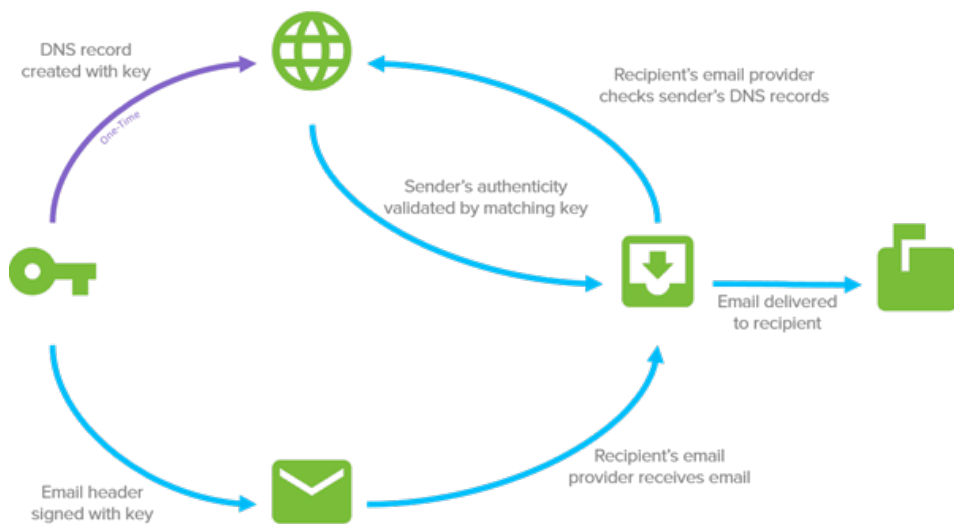 DNS record
created with key
One-Time
Recipient's email provider
checks sender's DNS records
Sender's authenticity
validated by matching key
Email delivered
to recipient
Recipient's email
provider receives email
Email header
signed with key